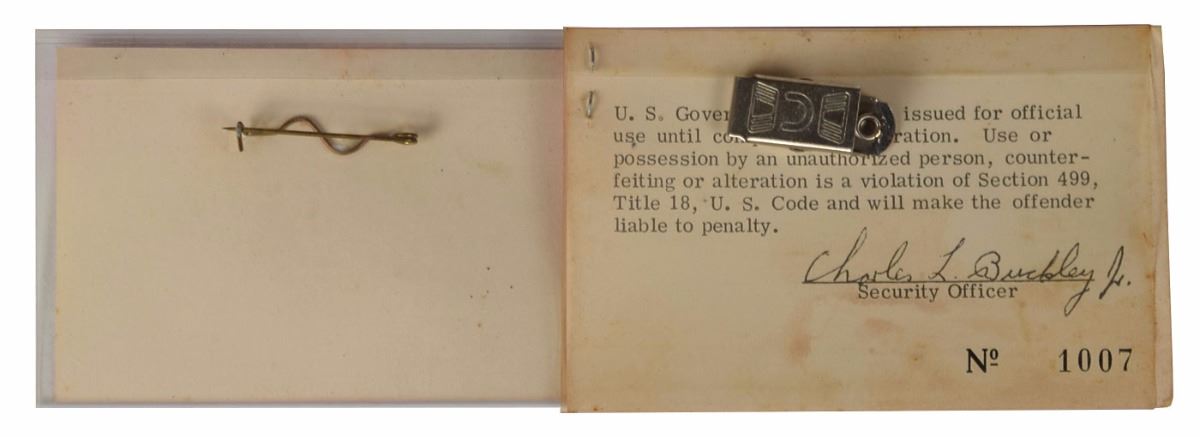 U. S. Gover issued for official
use until co ration. Use or
possession by an unauthorized person, counter-
feiting or alteration is a violation of Section 499,
Title 18, U. S. Code and will make the offender
liable to penalty.
Charles L. Buckley Jr.
Security Officer
Nº 1007